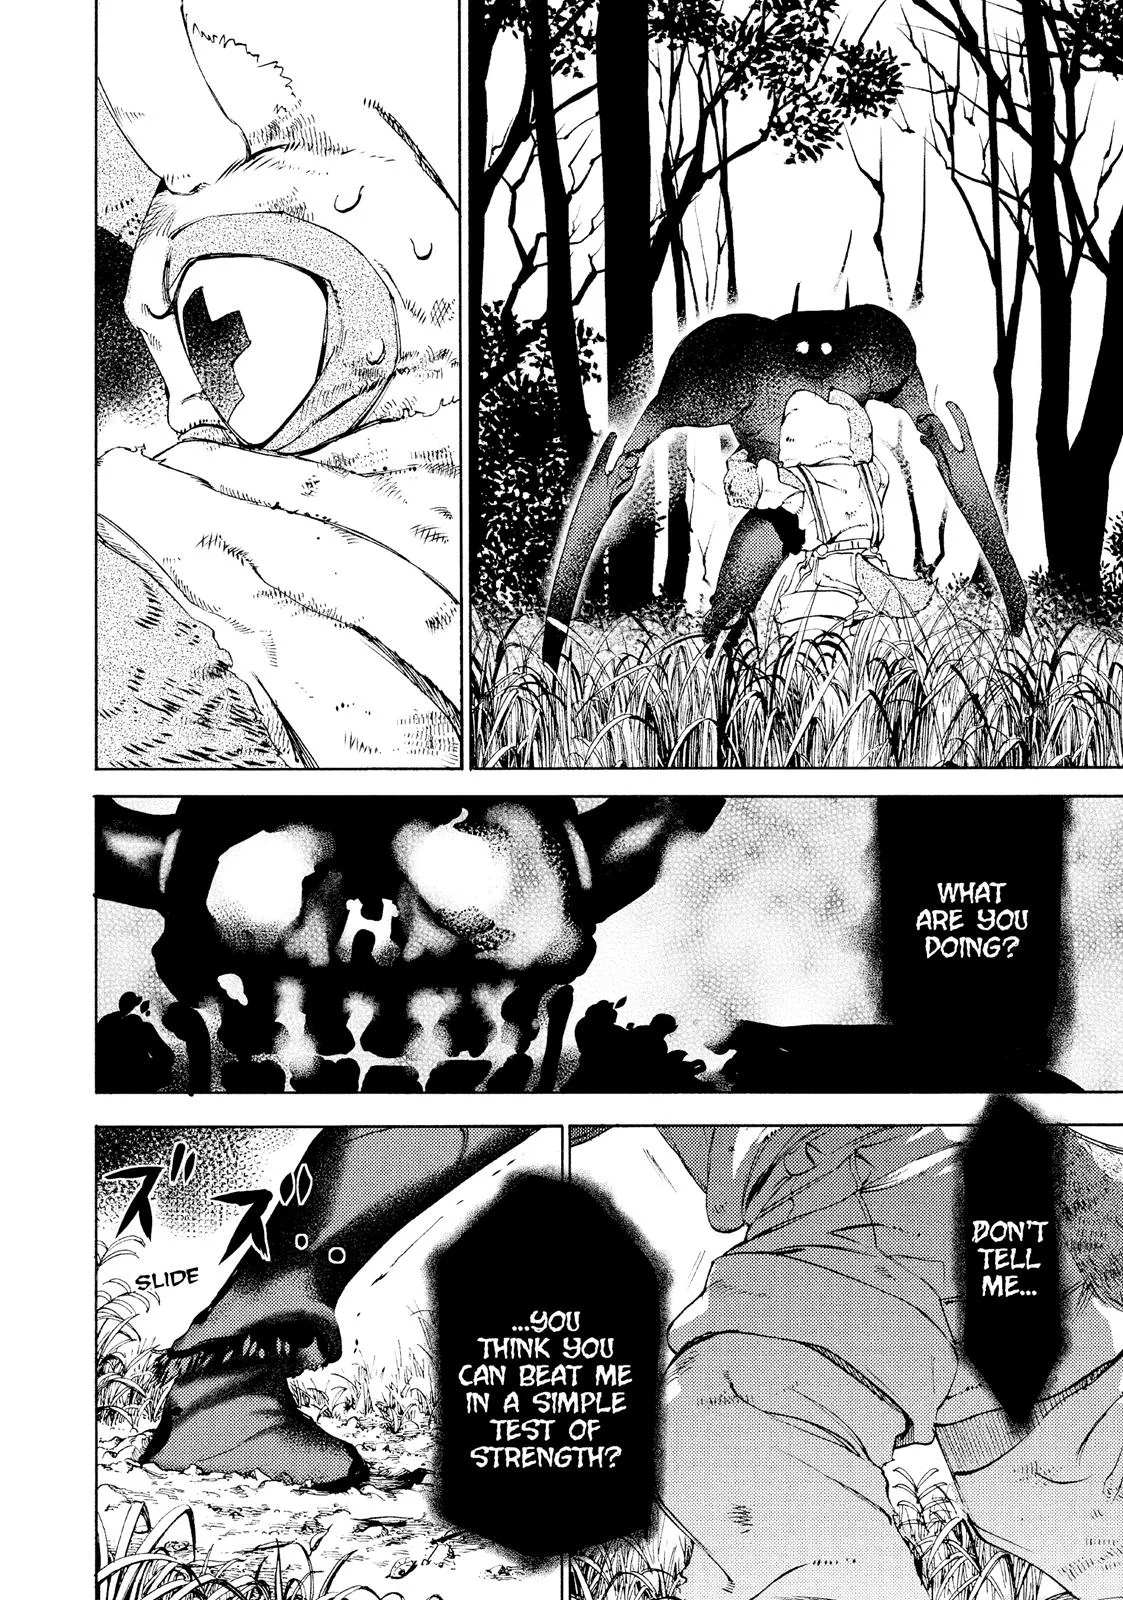 WHAT
ARE YOU
DOING?
DON'T
TELL
ME...
...YOU
THINK YOU
CAN BEAT ME
IN A SIMPLE
TEST OF
STRENGTH?
ズズ
SLIDE